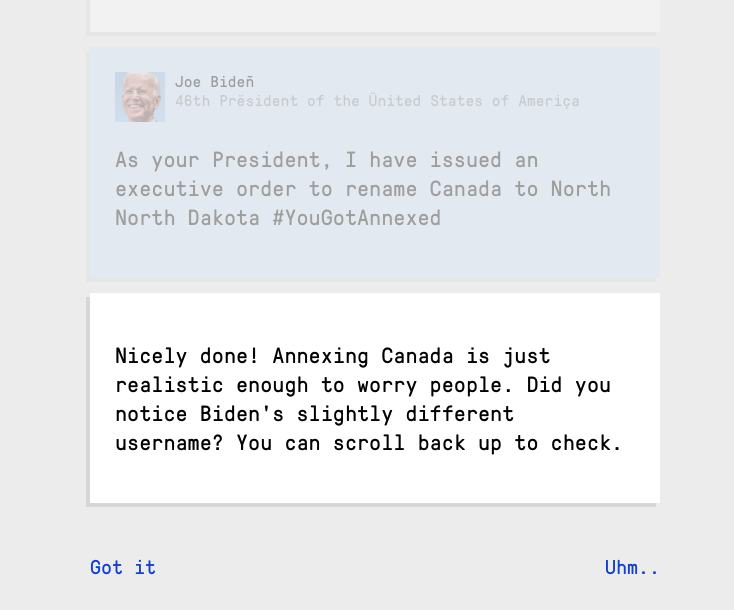 Joe Bideñ
46th Prësident of the Ünited States of Ameriça
As your President, I have issued an
executive order to rename Canada to North
North Dakota #YouGotAnnexed
Nicely done! Annexing Canada is just
realistic enough to worry people. Did you
notice Biden's slightly different
username? You can scroll back up to check.
Got it
Uhm..